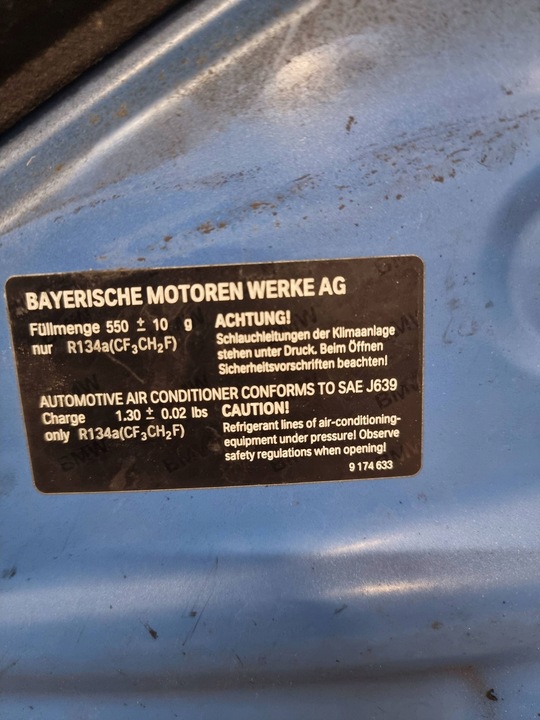 BAYERISCHE MOTOREN WERKE AG
Füllmenge 550 ± 10 g
nur R134a(CF₃CH₂F)
ACHTUNG!
Schlauchleitungen der Klimaanlage
stehen unter Druck. Beim Öffnen
Sicherheitsvorschriften beachten!
AUTOMOTIVE AIR CONDITIONER CONFORMS TO SAE J639
Charge 1.30 ± 0.02 lbs
only R134a(CF₃CH₂F)
CAUTION!
Refrigerant lines of air-conditioning-
equipment under pressure! Observe
safety regulations when opening!
9 174 633